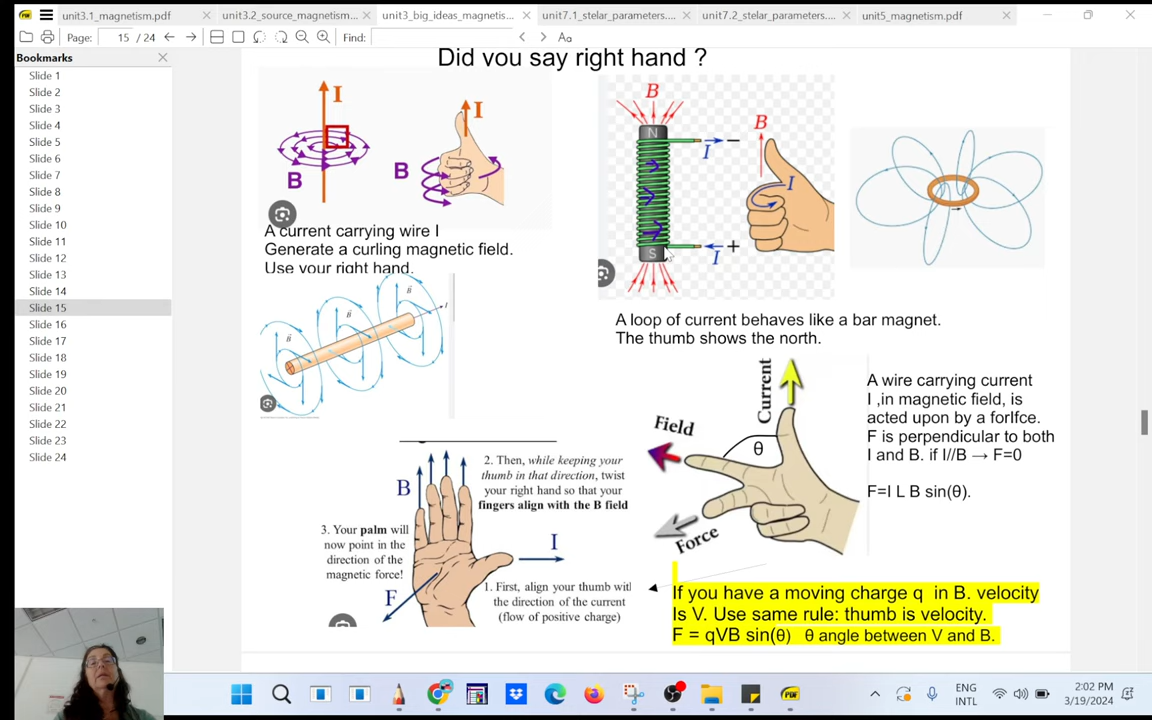 unit3.1_magnetism.pdf
unit3.2_source_magnetism....
unit3_big_ideas_magnetis...
unit7.1_stelar_parameters....
unit7.2_stelar_parameters....
unit5_magnetism.pdf
Page: 15 / 24
Find:
Aa
Bookmarks
Slide 1
Slide 2
Slide 3
Slide 4
Slide 5
Slide 6
Slide 7
Slide 8
Slide 9
Slide 10
Slide 11
Slide 12
Slide 13
Slide 14
Slide 15
Slide 16
Slide 17
Slide 18
Slide 19
Slide 20
Slide 21
Slide 22
Slide 23
Slide 24
Did you say right hand ?
I
B
I
B
A current carrying wire I
Generate a curling magnetic field.
Use your right hand.
B
B
B
I
B
N
I −
I +
S
B
I
A loop of current behaves like a bar magnet.
The thumb shows the north.
B
I
F
2. Then, while keeping your
thumb in that direction, twist
your right hand so that your
fingers align with the B field
3. Your palm will
now point in the
direction of the
magnetic force!
1. First, align your thumb with
the direction of the current
(flow of positive charge)
Current
Field
θ
Force
A wire carrying current
I ,in magnetic field, is
acted upon by a forIfce.
F is perpendicular to both
I and B. if I//B → F=0
F=I L B sin(θ).
If you have a moving charge q in B. velocity
Is V. Use same rule: thumb is velocity.
F = qVB sin(θ) θ angle between V and B.
PDF
ENG
INTL
2:02 PM
3/19/2024